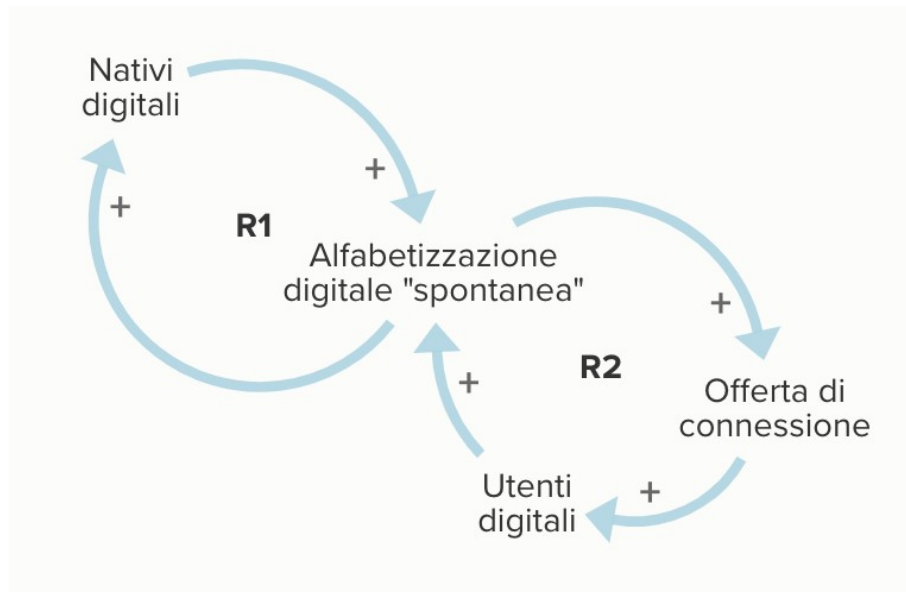 Nativi
digitali
+
+
R1
Alfabetizzazione
digitale "spontanea"
+
+
R2
Offerta di
connessione
Utenti
digitali
+